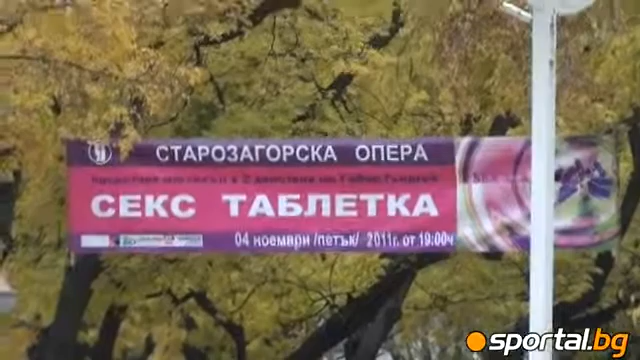 СТАРОЗАГОРСКА ОПЕРА
СЕКС ТАБЛЕТКА
04 ноември /петък/ 2011г. от 19:00ч
sportal.bg